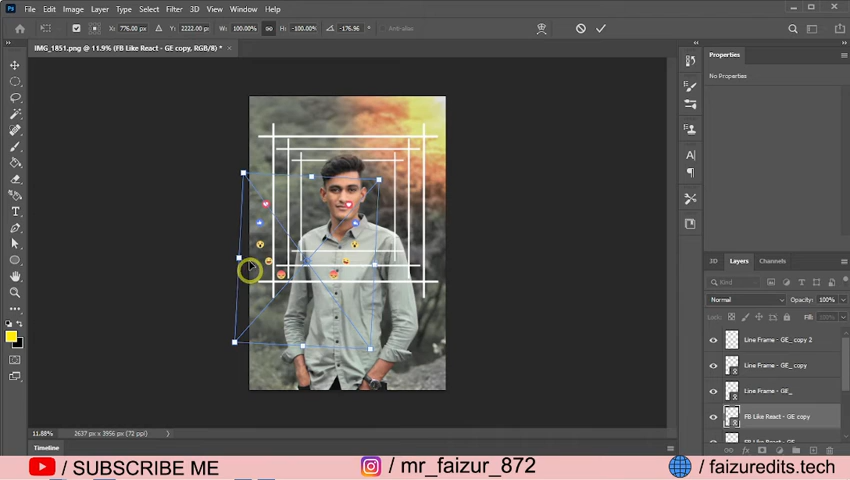 Ps File Edit Image Layer Type Select Filter 3D View Window Help
X: 776.00 px Y: 2222.00 px W: 100.00% H: -100.00% -176.96 ° Anti-alias
IMG_1851.png @ 11.9% (FB Like React - GE copy, RGB/8) * ×
Properties
No Properties
3D Layers Channels
Kind
Normal Opacity: 100%
Lock: Fill: 100%
Line Frame - GE_ copy 2
Line Frame - GE_ copy
Line Frame - GE_
FB Like React - GE copy
FB Like React - GE
11.88% 2637 px x 3956 px (72 ppi)
Timeline
/ SUBSCRIBE ME / mr_faizur_872 / faizuredits.tech